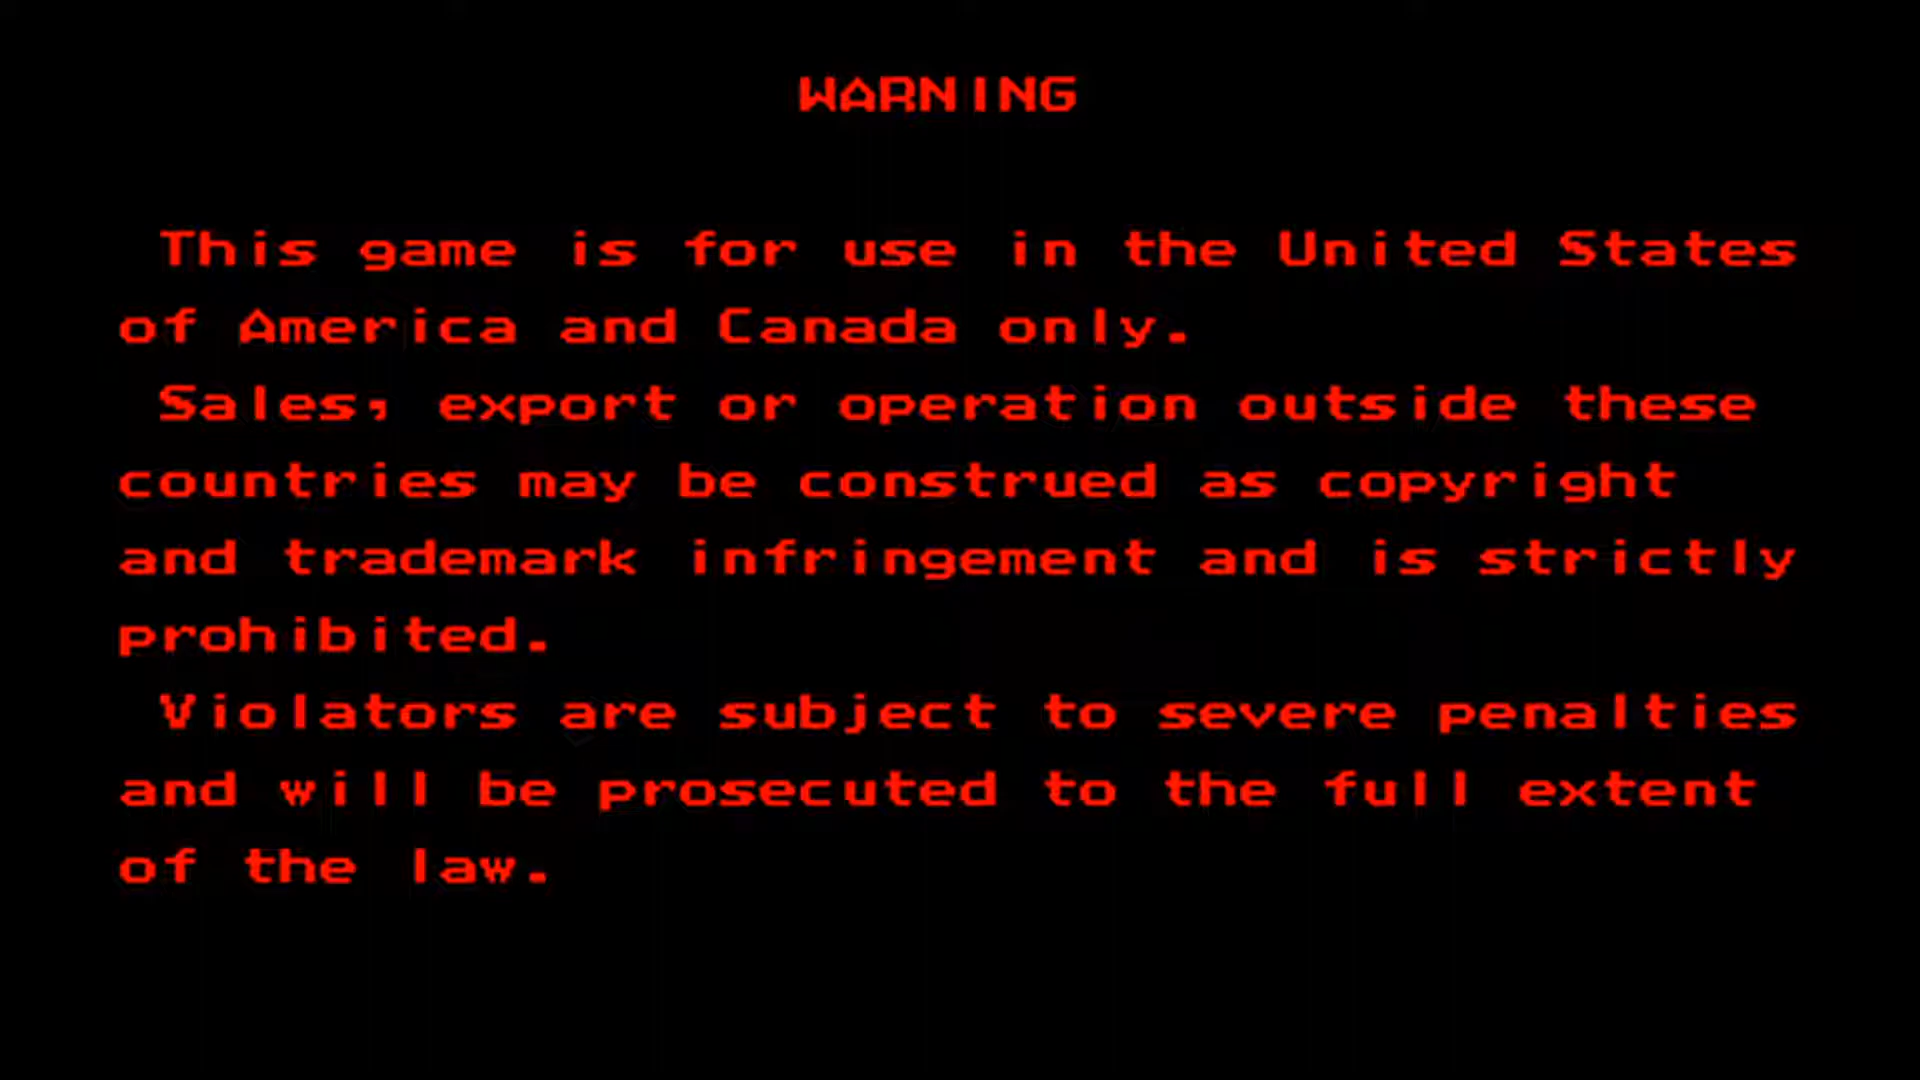 WARNING
This game is for use in the United States
of America and Canada only.
Sales, export or operation outside these
countries may be construed as copyright
and trademark infringement and is strictly
prohibited.
Violators are subject to severe penalties
and will be prosecuted to the full extent
of the law.